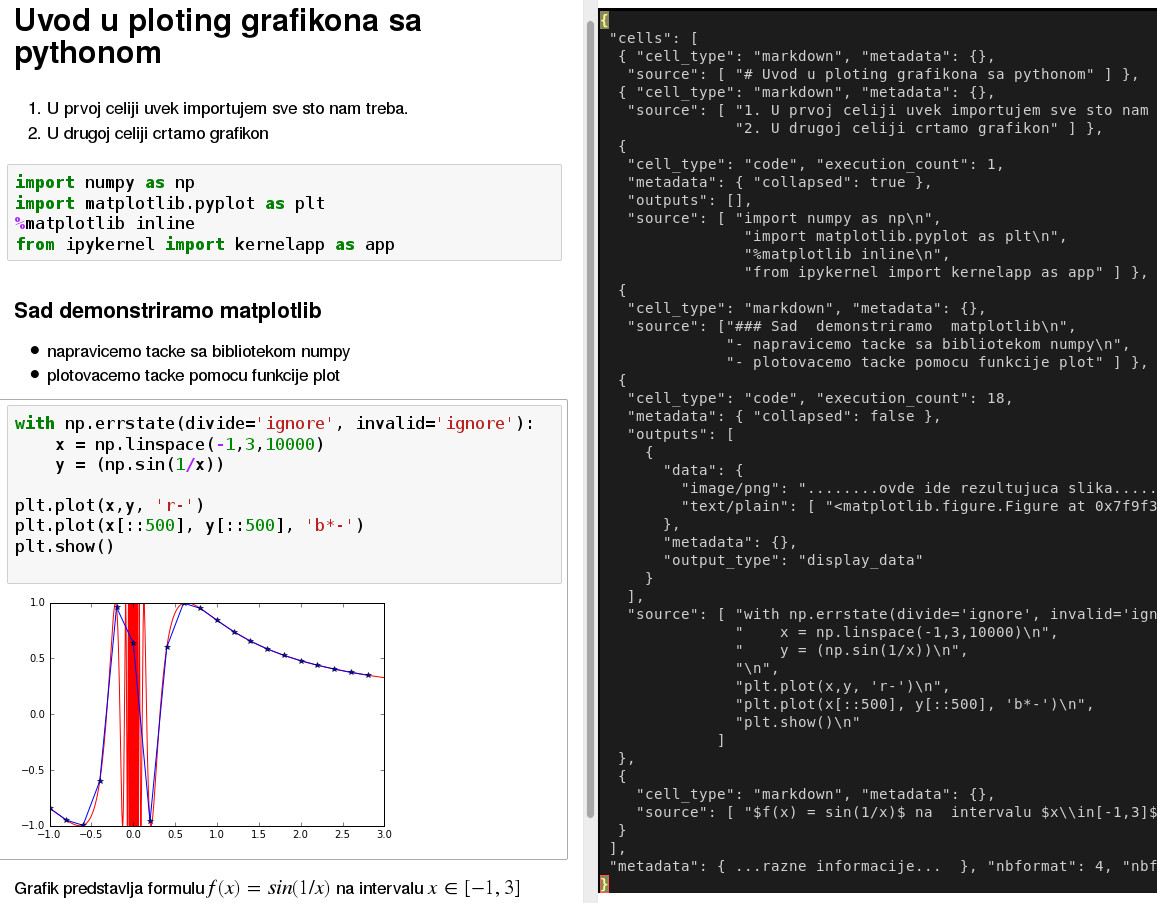 Uvod u ploting grafikona sa
pythonom
1. U prvoj celiji uvek importujem sve sto nam treba.
2. U drugoj celiji crtamo grafikon
import numpy as np
import matplotlib.pyplot as plt
%matplotlib inline
from ipykernel import kernelapp as app
Sad demonstriramo matplotlib
● napravicemo tacke sa bibliotekom numpy
● plotovacemo tacke pomocu funkcije plot
with np.errstate(divide='ignore', invalid='ignore'):
    x = np.linspace(-1,3,10000)
    y = (np.sin(1/x))
plt.plot(x,y, 'r-')
plt.plot(x[::500], y[::500], 'b*-')
plt.show()
1.0
0.5
0.0
−0.5
−1.0
−1.0 −0.5 0.0 0.5 1.0 1.5 2.0 2.5 3.0
Grafik predstavlja formulu f(x) = sin(1/x) na intervalu x ∈ [−1, 3]
{
 "cells": [
  { "cell_type": "markdown", "metadata": {},
   "source": [ "# Uvod u ploting grafikona sa pythonom" ] },
  { "cell_type": "markdown", "metadata": {},
   "source": [ "1. U prvoj celiji uvek importujem sve sto nam
               "2. U drugoj celiji crtamo grafikon" ] },
  {
   "cell_type": "code", "execution_count": 1,
   "metadata": { "collapsed": true },
   "outputs": [],
   "source": [ "import numpy as np\n",
                "import matplotlib.pyplot as plt\n",
                "%matplotlib inline\n",
                "from ipykernel import kernelapp as app" ] },
  {
   "cell_type": "markdown", "metadata": {},
   "source": ["### Sad  demonstriramo  matplotlib\n",
              "- napravicemo tacke sa bibliotekom numpy\n",
              "- plotovacemo tacke pomocu funkcije plot" ] },
  {
   "cell_type": "code", "execution_count": 18,
   "metadata": { "collapsed": false },
   "outputs": [
     {
       "data": {
         "image/png": "........ovde ide rezultujuca slika.....
         "text/plain": [ "<matplotlib.figure.Figure at 0x7f9f3
       },
       "metadata": {},
       "output_type": "display_data"
     }
   ],
   "source": [ "with np.errstate(divide='ignore', invalid='ign
               "    x = np.linspace(-1,3,10000)\n",
               "    y = (np.sin(1/x))\n",
               "\n",
               "plt.plot(x,y, 'r-')\n",
               "plt.plot(x[::500], y[::500], 'b*-')\n",
               "plt.show()\n"
             ]
  },
  {
    "cell_type": "markdown", "metadata": {},
    "source": [ "$f(x) = sin(1/x)$ na  intervalu $x\\in[-1,3]$
  }
 ],
 "metadata": { ...razne informacije...  }, "nbformat": 4, "nbf
}